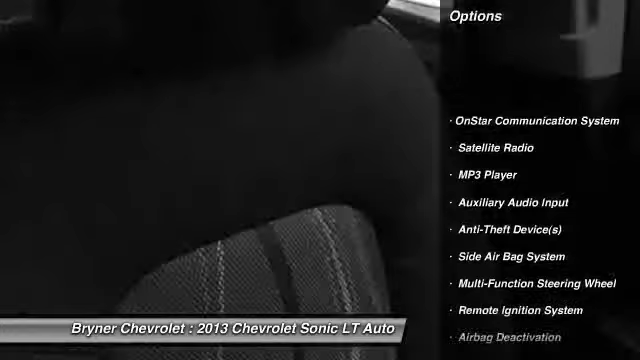 Options
· OnStar Communication System
· Satellite Radio
· MP3 Player
· Auxiliary Audio Input
· Anti-Theft Device(s)
· Side Air Bag System
· Multi-Function Steering Wheel
· Remote Ignition System
· Airbag Deactivation
Bryner Chevrolet : 2013 Chevrolet Sonic LT Auto